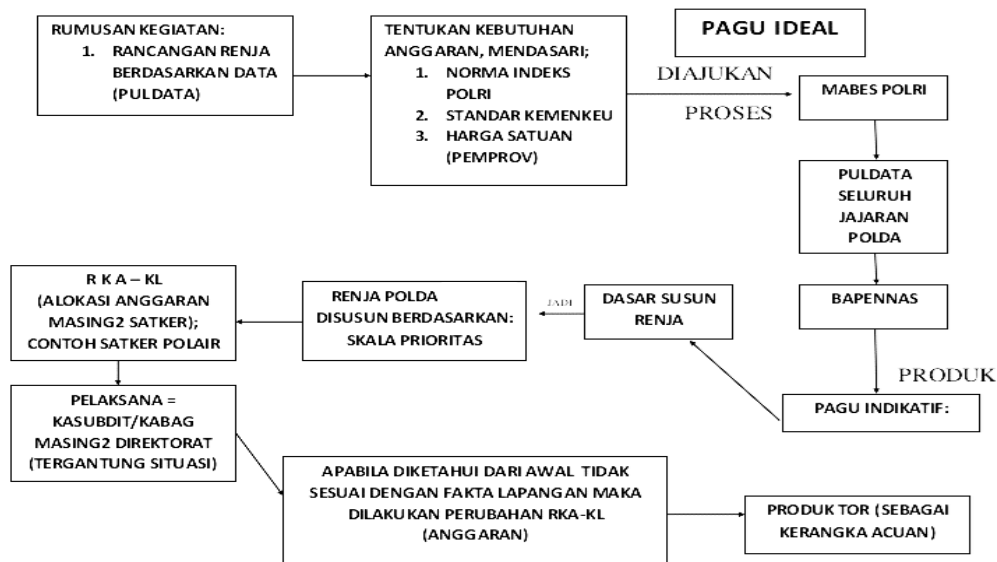 RUMUSAN KEGIATAN:
1. RANCANGAN RENJA
BERDASARKAN DATA
(PULDATA)
TENTUKAN KEBUTUHAN
ANGGARAN, MENDASARI;
1. NORMA INDEKS
POLRI
2. STANDAR KEMENKEU
3. HARGA SATUAN
(PEMPROV)
PAGU IDEAL
DIAJUKAN
PROSES
MABES POLRI
PULDATA
SELURUH
JAJARAN
POLDA
BAPENNAS
PRODUK
PAGU INDIKATIF:
DASAR SUSUN
RENJA
JADI
RENJA POLDA
DISUSUN BERDASARKAN:
SKALA PRIORITAS
R K A – KL
(ALOKASI ANGGARAN
MASING2 SATKER);
CONTOH SATKER POLAIR
PELAKSANA =
KASUBDIT/KABAG
MASING2 DIREKTORAT
(TERGANTUNG SITUASI)
APABILA DIKETAHUI DARI AWAL TIDAK
SESUAI DENGAN FAKTA LAPANGAN MAKA
DILAKUKAN PERUBAHAN RKA-KL
(ANGGARAN)
PRODUK TOR (SEBAGAI
KERANGKA ACUAN)